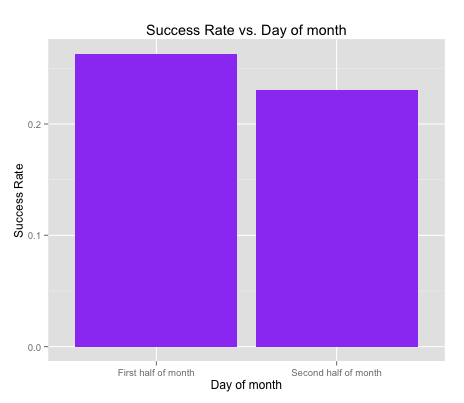 Success Rate vs. Day of month
Success Rate
0.2
0.1
0.0
First half of month
Second half of month
Day of month